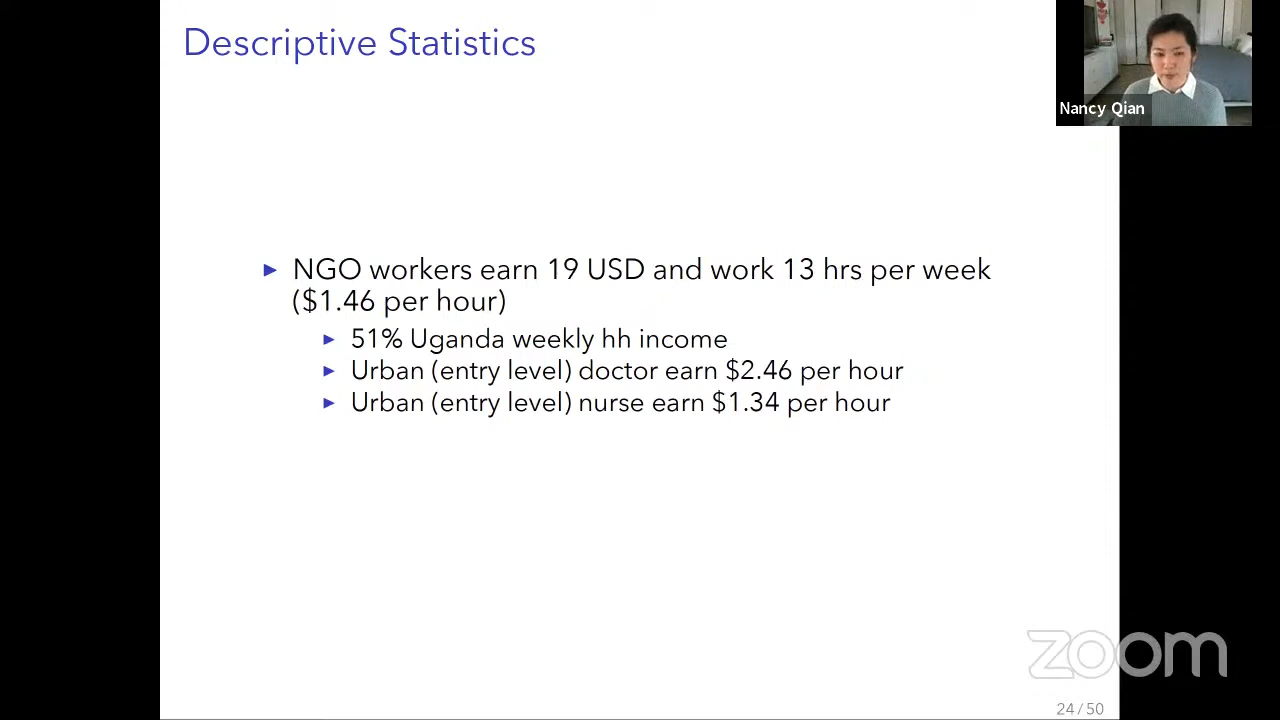 Descriptive Statistics
Nancy Qian
► NGO workers earn 19 USD and work 13 hrs per week
($1.46 per hour)
► 51% Uganda weekly hh income
► Urban (entry level) doctor earn $2.46 per hour
► Urban (entry level) nurse earn $1.34 per hour
zoom
24 / 50